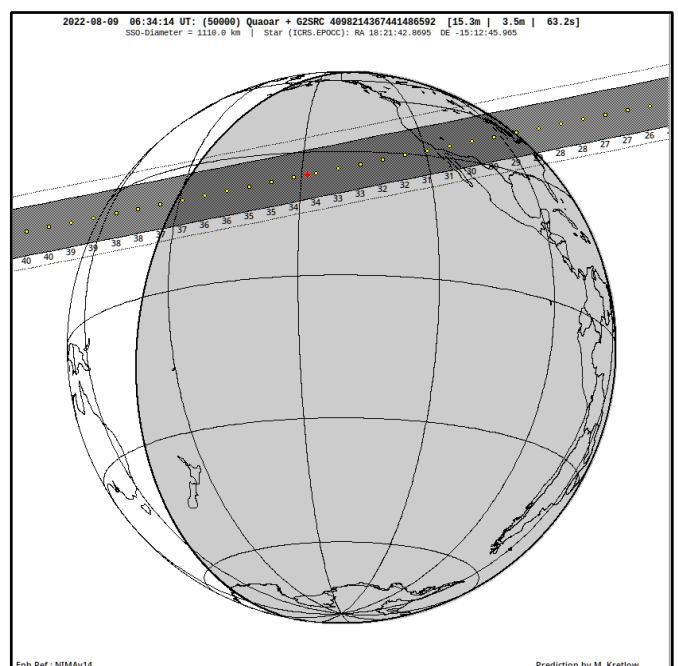 2022-08-09 06:34:14 UT: (50000) Quaoar + G2SRC 4098214367441486592 [15.3m | 3.5m | 63.2s]
SSO-Diameter = 1110.0 km | Star (ICRS.EPOCC): RA 18:21:42.8695 DE -15:12:45.965
40 40 39 39 38 38 37 37 36 36 35 35 34 34 33 33 32 32 31 31 30 30 29 29 28 28 27 27 26
Eph Ref.: NIMAv14
Prediction by M. Kretlow